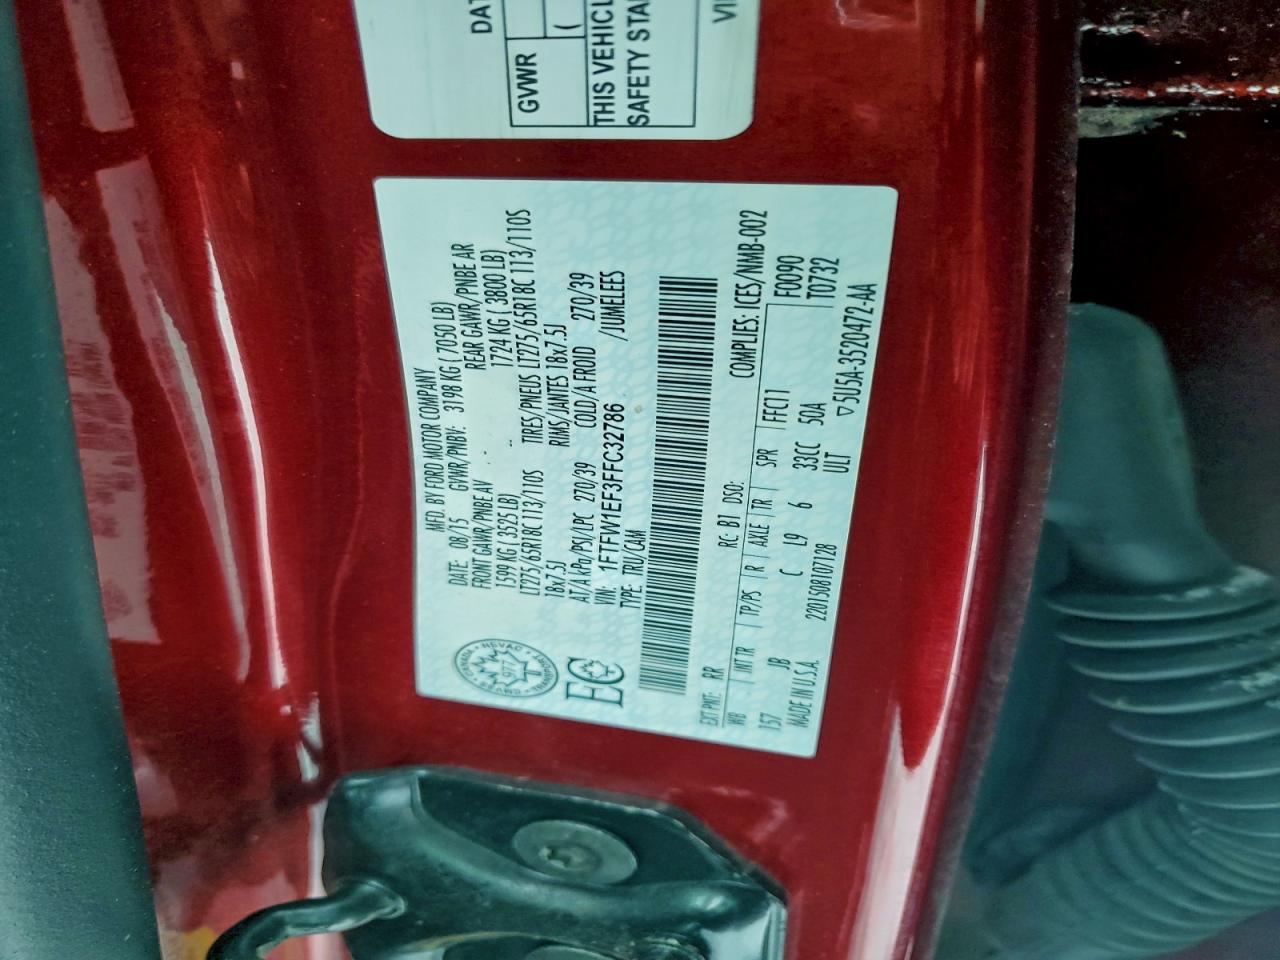 MFD. BY FORD MOTOR COMPANY
DATE: 08/15 GVWR/PNBV: 3198 KG ( 7050 LB)
FRONT GAWR/PNBE AV REAR GAWR/PNBE AR
1599 KG ( 3525 LB) 1724 KG ( 3800 LB)
LT275/65R18C 113/110S TIRES/PNEUS LT275/65R18C 113/110S
18x7.5J RIMS/JANTES 18x7.5J
AT/A kPa/PSI/LPC 270/39 COLD/A FROID 270/39
VIN: 1FTFW1EF3FFC32786 /JUMELEES
TYPE: TRU/CAM
EC
EXT PNT: RR RC: B1 DSO: COMPLIES: ICES/NMB-002
WB INT TR TP/PS R AXLE TR SPR FFC11 F0090
157 JB C L9 6 33CC 50A T0732
ULT
MADE IN U.S.A. 2201508107128 ▽5U5A-3520472-AA
CANADA
977
GVWR
(
THIS VEHICL
SAFETY STA